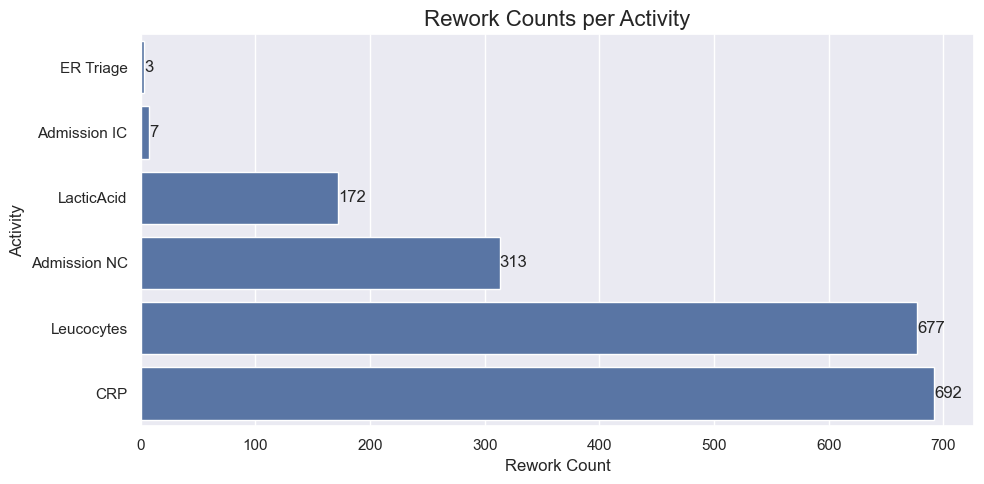 Rework Counts per Activity
ER Triage 3
Admission IC 7
LacticAcid 172
Admission NC 313
Leucocytes 677
CRP 692
Activity
0 100 200 300 400 500 600 700
Rework Count